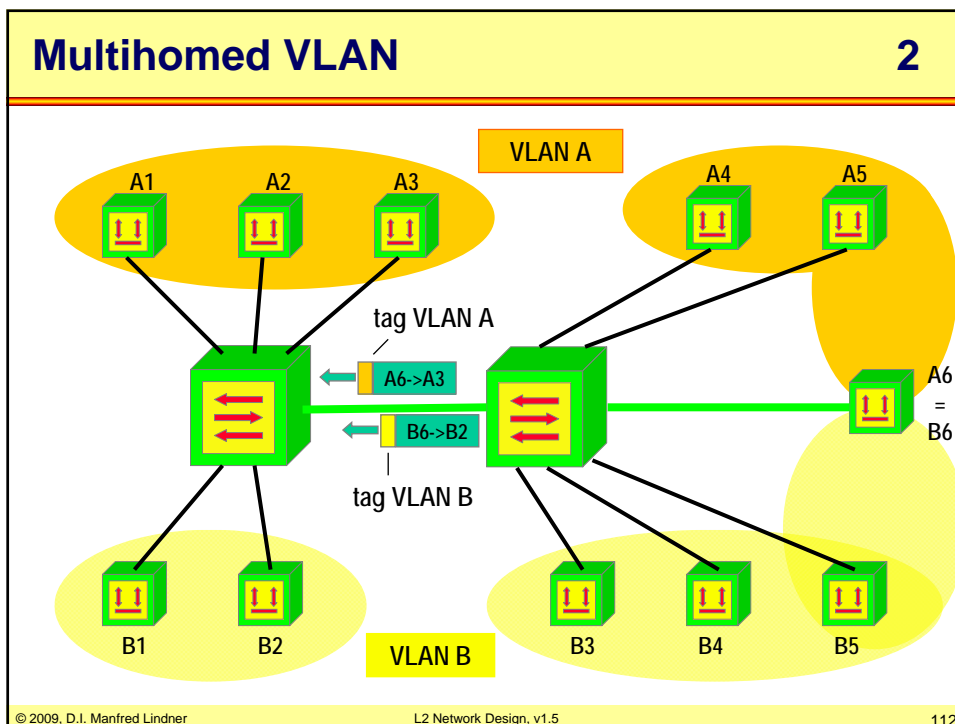 Multihomed VLAN 2
VLAN A
A1
A2
A3
A4
A5
tag VLAN A
A6->A3
A6
=
B6
B6->B2
tag VLAN B
B1
B2
B3
B4
B5
VLAN B
© 2009, D.I. Manfred Lindner
L2 Network Design, v1.5
112